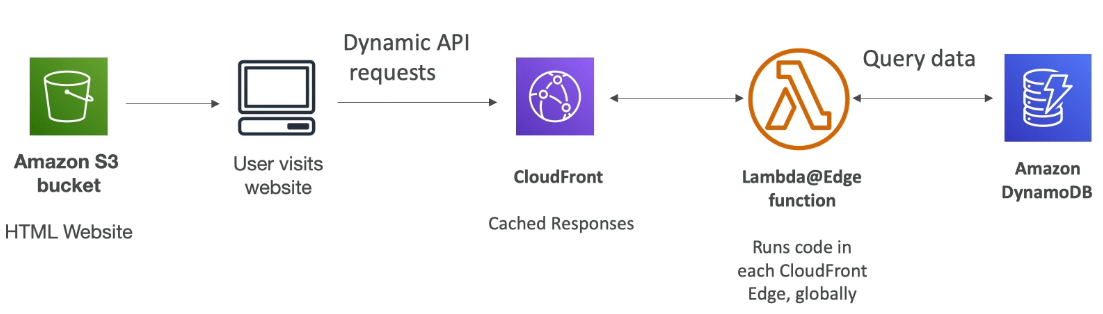 Amazon S3
bucket
HTML Website
User visits
website
Dynamic API
requests
CloudFront
Cached Responses
Lambda@Edge
function
Runs code in
each CloudFront
Edge, globally
Query data
Amazon
DynamoDB